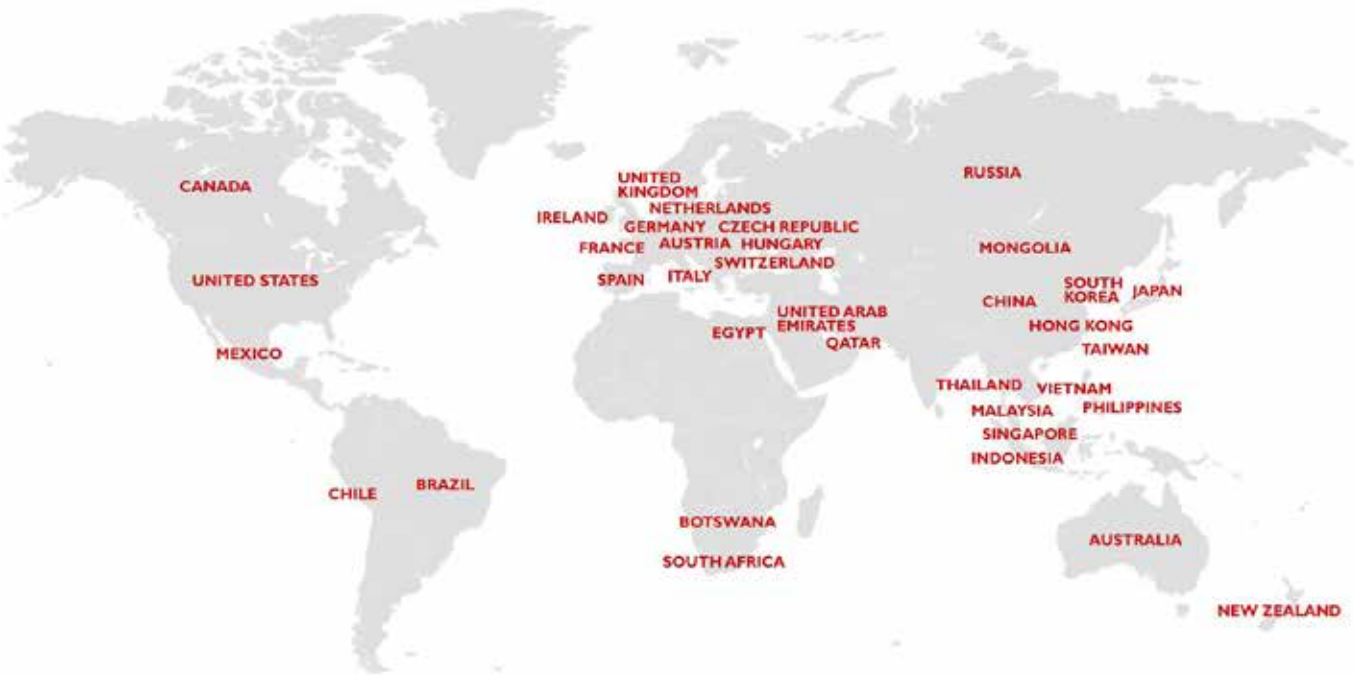 CANADA
UNITED STATES
MEXICO
CHILE
BRAZIL
UNITED
KINGDOM
NETHERLANDS
IRELAND
GERMANY
CZECH REPUBLIC
FRANCE
AUSTRIA
HUNGARY
SWITZERLAND
SPAIN
ITALY
UNITED ARAB
EMIRATES
EGYPT
QATAR
BOTSWANA
SOUTH AFRICA
RUSSIA
MONGOLIA
SOUTH
KOREA
JAPAN
CHINA
HONG KONG
TAIWAN
THAILAND
VIETNAM
MALAYSIA
PHILIPPINES
SINGAPORE
INDONESIA
AUSTRALIA
NEW ZEALAND